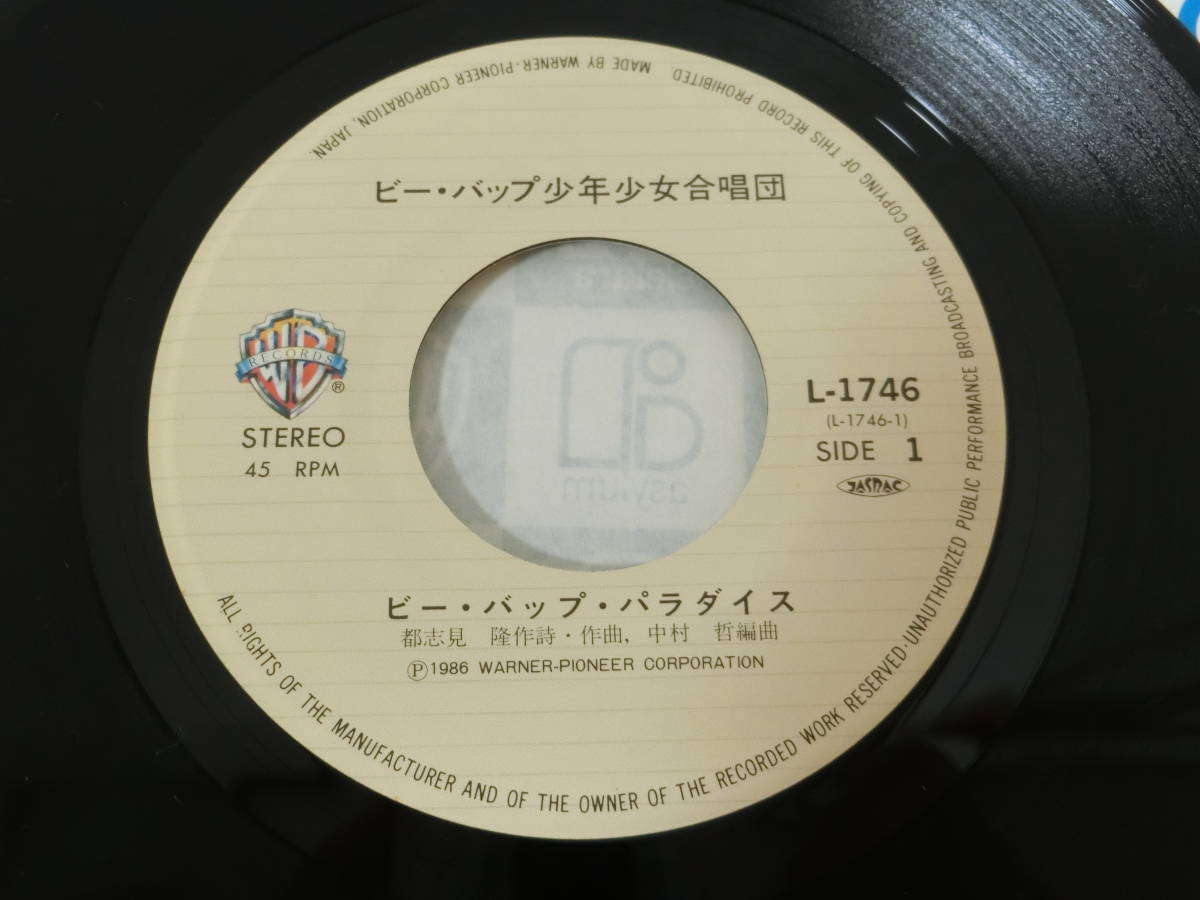 MADE BY WARNER-PIONEER CORPORATION, JAPAN.
ビー・バップ少年少女合唱団
WB
RECORDS
®
STEREO
45 RPM
L-1746
(L-1746-1)
SIDE 1
JASRAC
asylum
ビー・バップ・パラダイス
都志見 隆作詩・作曲, 中村 哲編曲
Ⓟ1986 WARNER-PIONEER CORPORATION
ALL RIGHTS OF THE MANUFACTURER AND OF THE OWNER OF THE RECORDED WORK RESERVED·UNAUTHORIZED PUBLIC PERFORMANCE BROADCASTING AND COPYING OF THIS RECORD PROHIBITED